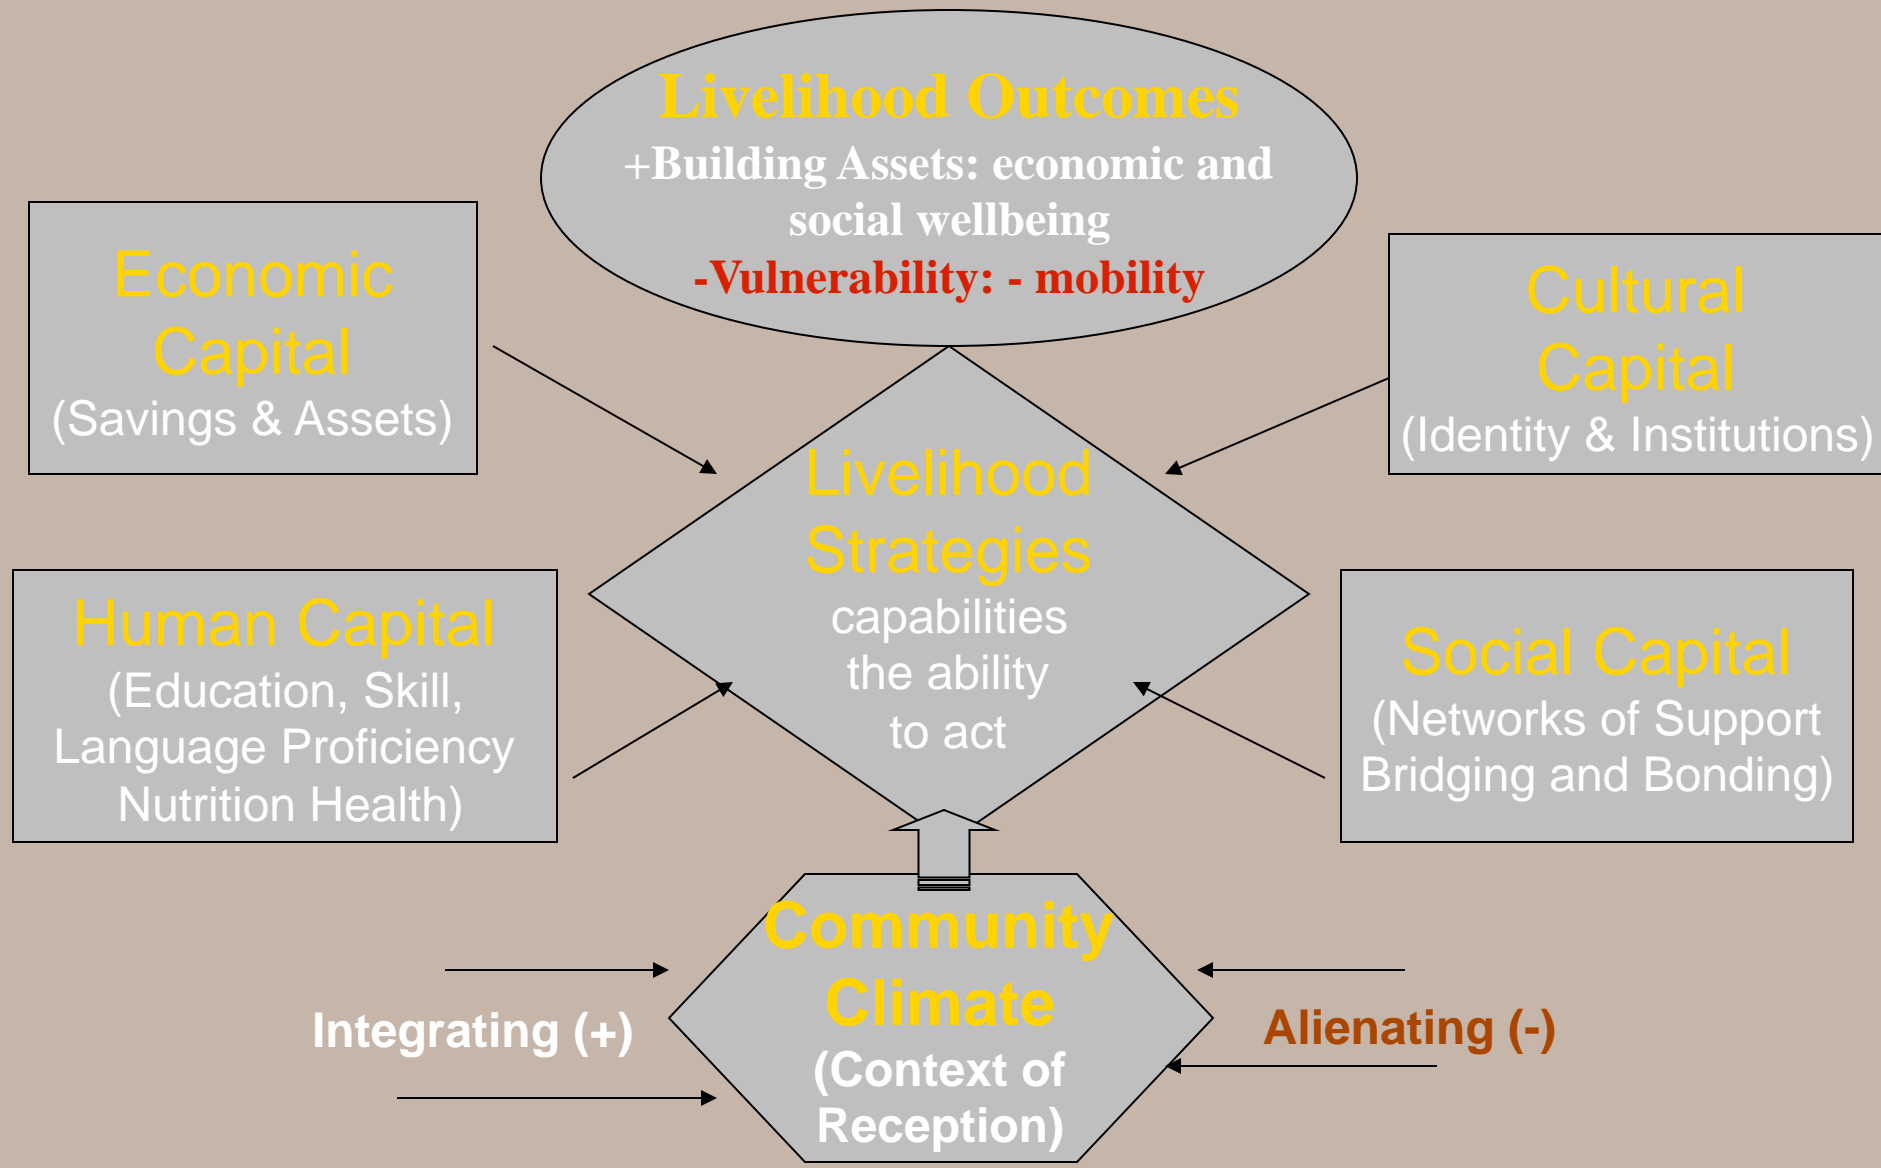 Livelihood Outcomes
+Building Assets: economic and
social wellbeing
-Vulnerability: - mobility
Economic
Capital
(Savings & Assets)
Cultural
Capital
(Identity & Institutions)
Livelihood
Strategies
capabilities
the ability
to act
Human Capital
(Education, Skill,
Language Proficiency
Nutrition Health)
Social Capital
(Networks of Support
Bridging and Bonding)
Community
Climate
(Context of
Reception)
Integrating (+)
Alienating (-)